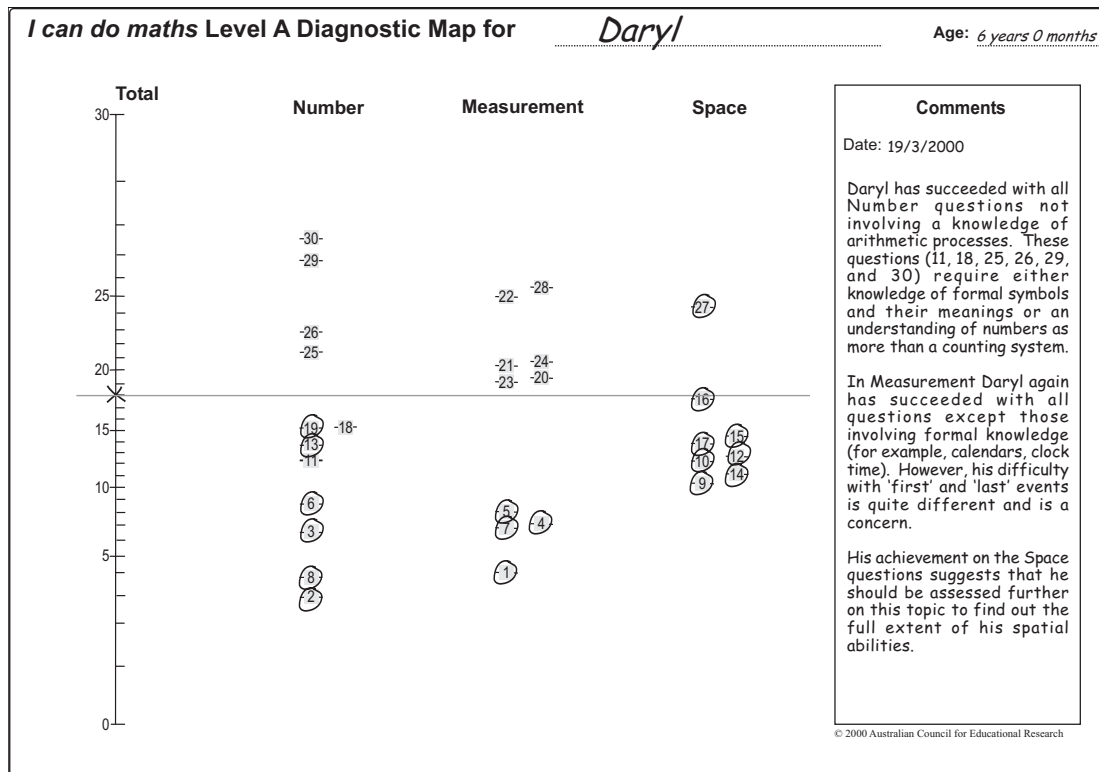 I can do maths Level A Diagnostic Map for Daryl Age: 6 years 0 months
Total
Number Measurement Space
30
25
20
15
10
5
0
-30-
-29-
-26-
-25-
-19- -18-
-13-
-11-
-6-
-3-
-8-
-2-
-22- -28-
-21- -24-
-23- -20-
-5-
-7- -4-
-1-
-27-
-16-
-17- -15-
-10- -12-
-9- -14-
Comments
Date: 19/3/2000
Daryl has succeeded with all
Number questions not
involving a knowledge of
arithmetic processes. These
questions (11, 18, 25, 26, 29,
and 30) require either
knowledge of formal symbols
and their meanings or an
understanding of numbers as
more than a counting system.
In Measurement Daryl again
has succeeded with all
questions except those
involving formal knowledge
(for example, calendars, clock
time). However, his difficulty
with 'first' and 'last' events
is quite different and is a
concern.
His achievement on the Space
questions suggests that he
should be assessed further
on this topic to find out the
full extent of his spatial
abilities.
© 2000 Australian Council for Educational Research